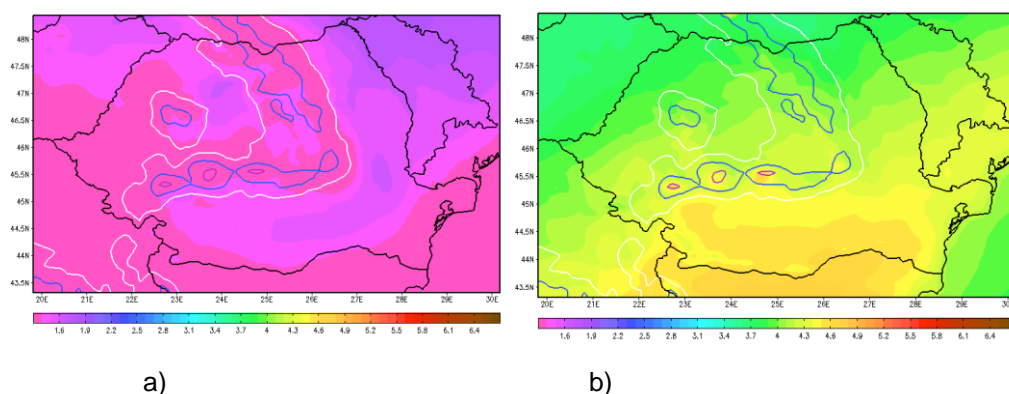 48N
47.5N
47N
46.5N
46N
45.5N
45N
44.5N
44N
43.5N
20E 21E 22E 23E 24E 25E 26E 27E 28E 29E 30E
1.6 1.9 2.2 2.5 2.8 3.1 3.4 3.7 4 4.3 4.6 4.9 5.2 5.5 5.8 6.1 6.4
a)
48N
47.5N
47N
46.5N
46N
45.5N
45N
44.5N
44N
43.5N
20E 21E 22E 23E 24E 25E 26E 27E 28E 29E 30E
1.6 1.9 2.2 2.5 2.8 3.1 3.4 3.7 4 4.3 4.6 4.9 5.2 5.5 5.8 6.1 6.4
b)